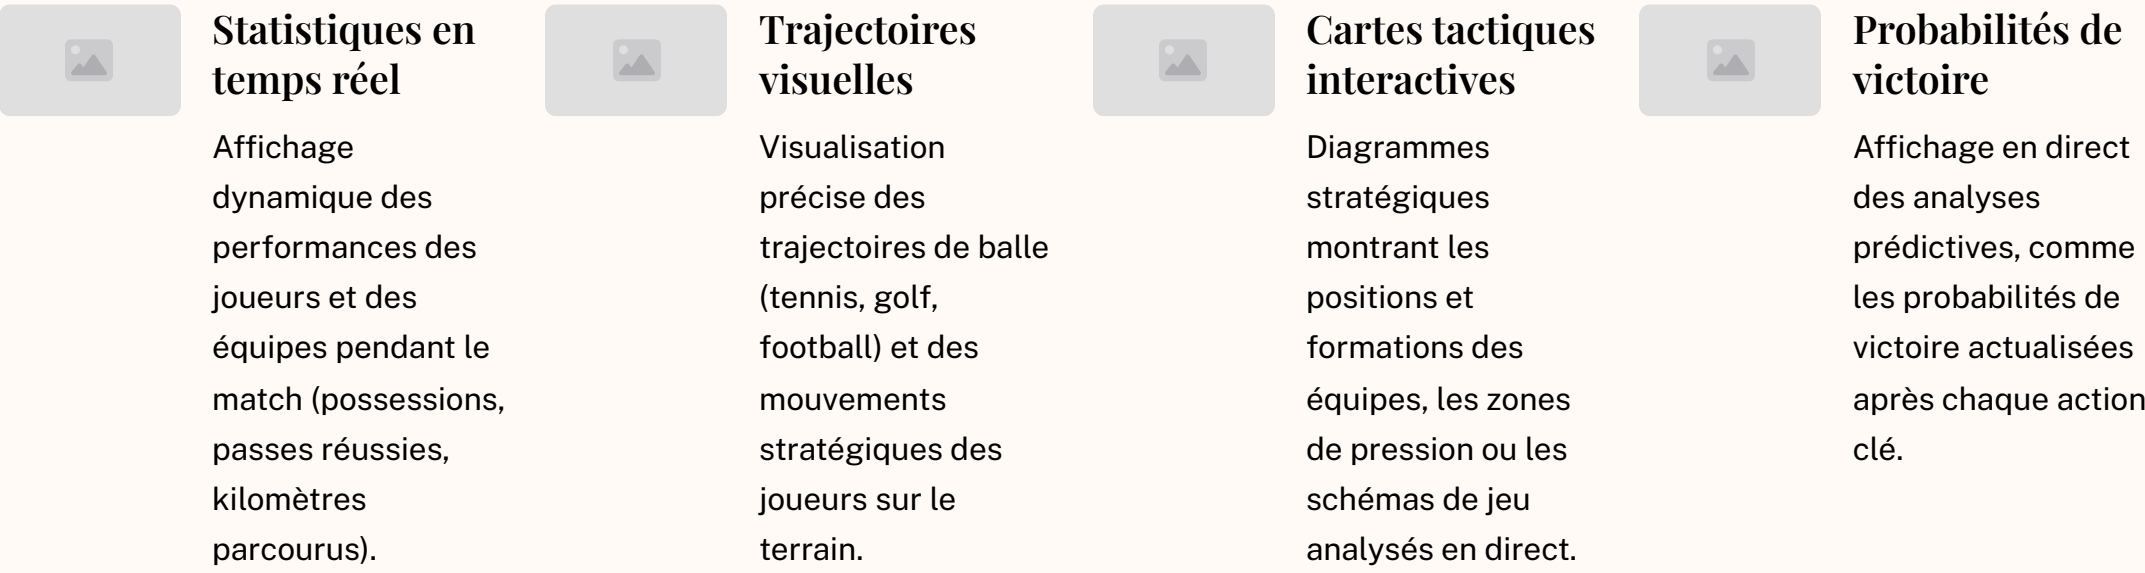 Statistiques en
temps réel
Affichage
dynamique des
performances des
joueurs et des
équipes pendant le
match (possessions,
passes réussies,
kilomètres
parcourus).
Trajectoires
visuelles
Visualisation
précise des
trajectoires de balle
(tennis, golf,
football) et des
mouvements
stratégiques des
joueurs sur le
terrain.
Cartes tactiques
interactives
Diagrammes
stratégiques
montrant les
positions et
formations des
équipes, les zones
de pression ou les
schémas de jeu
analysés en direct.
Probabilités de
victoire
Affichage en direct
des analyses
prédictives, comme
les probabilités de
victoire actualisées
après chaque action
clé.